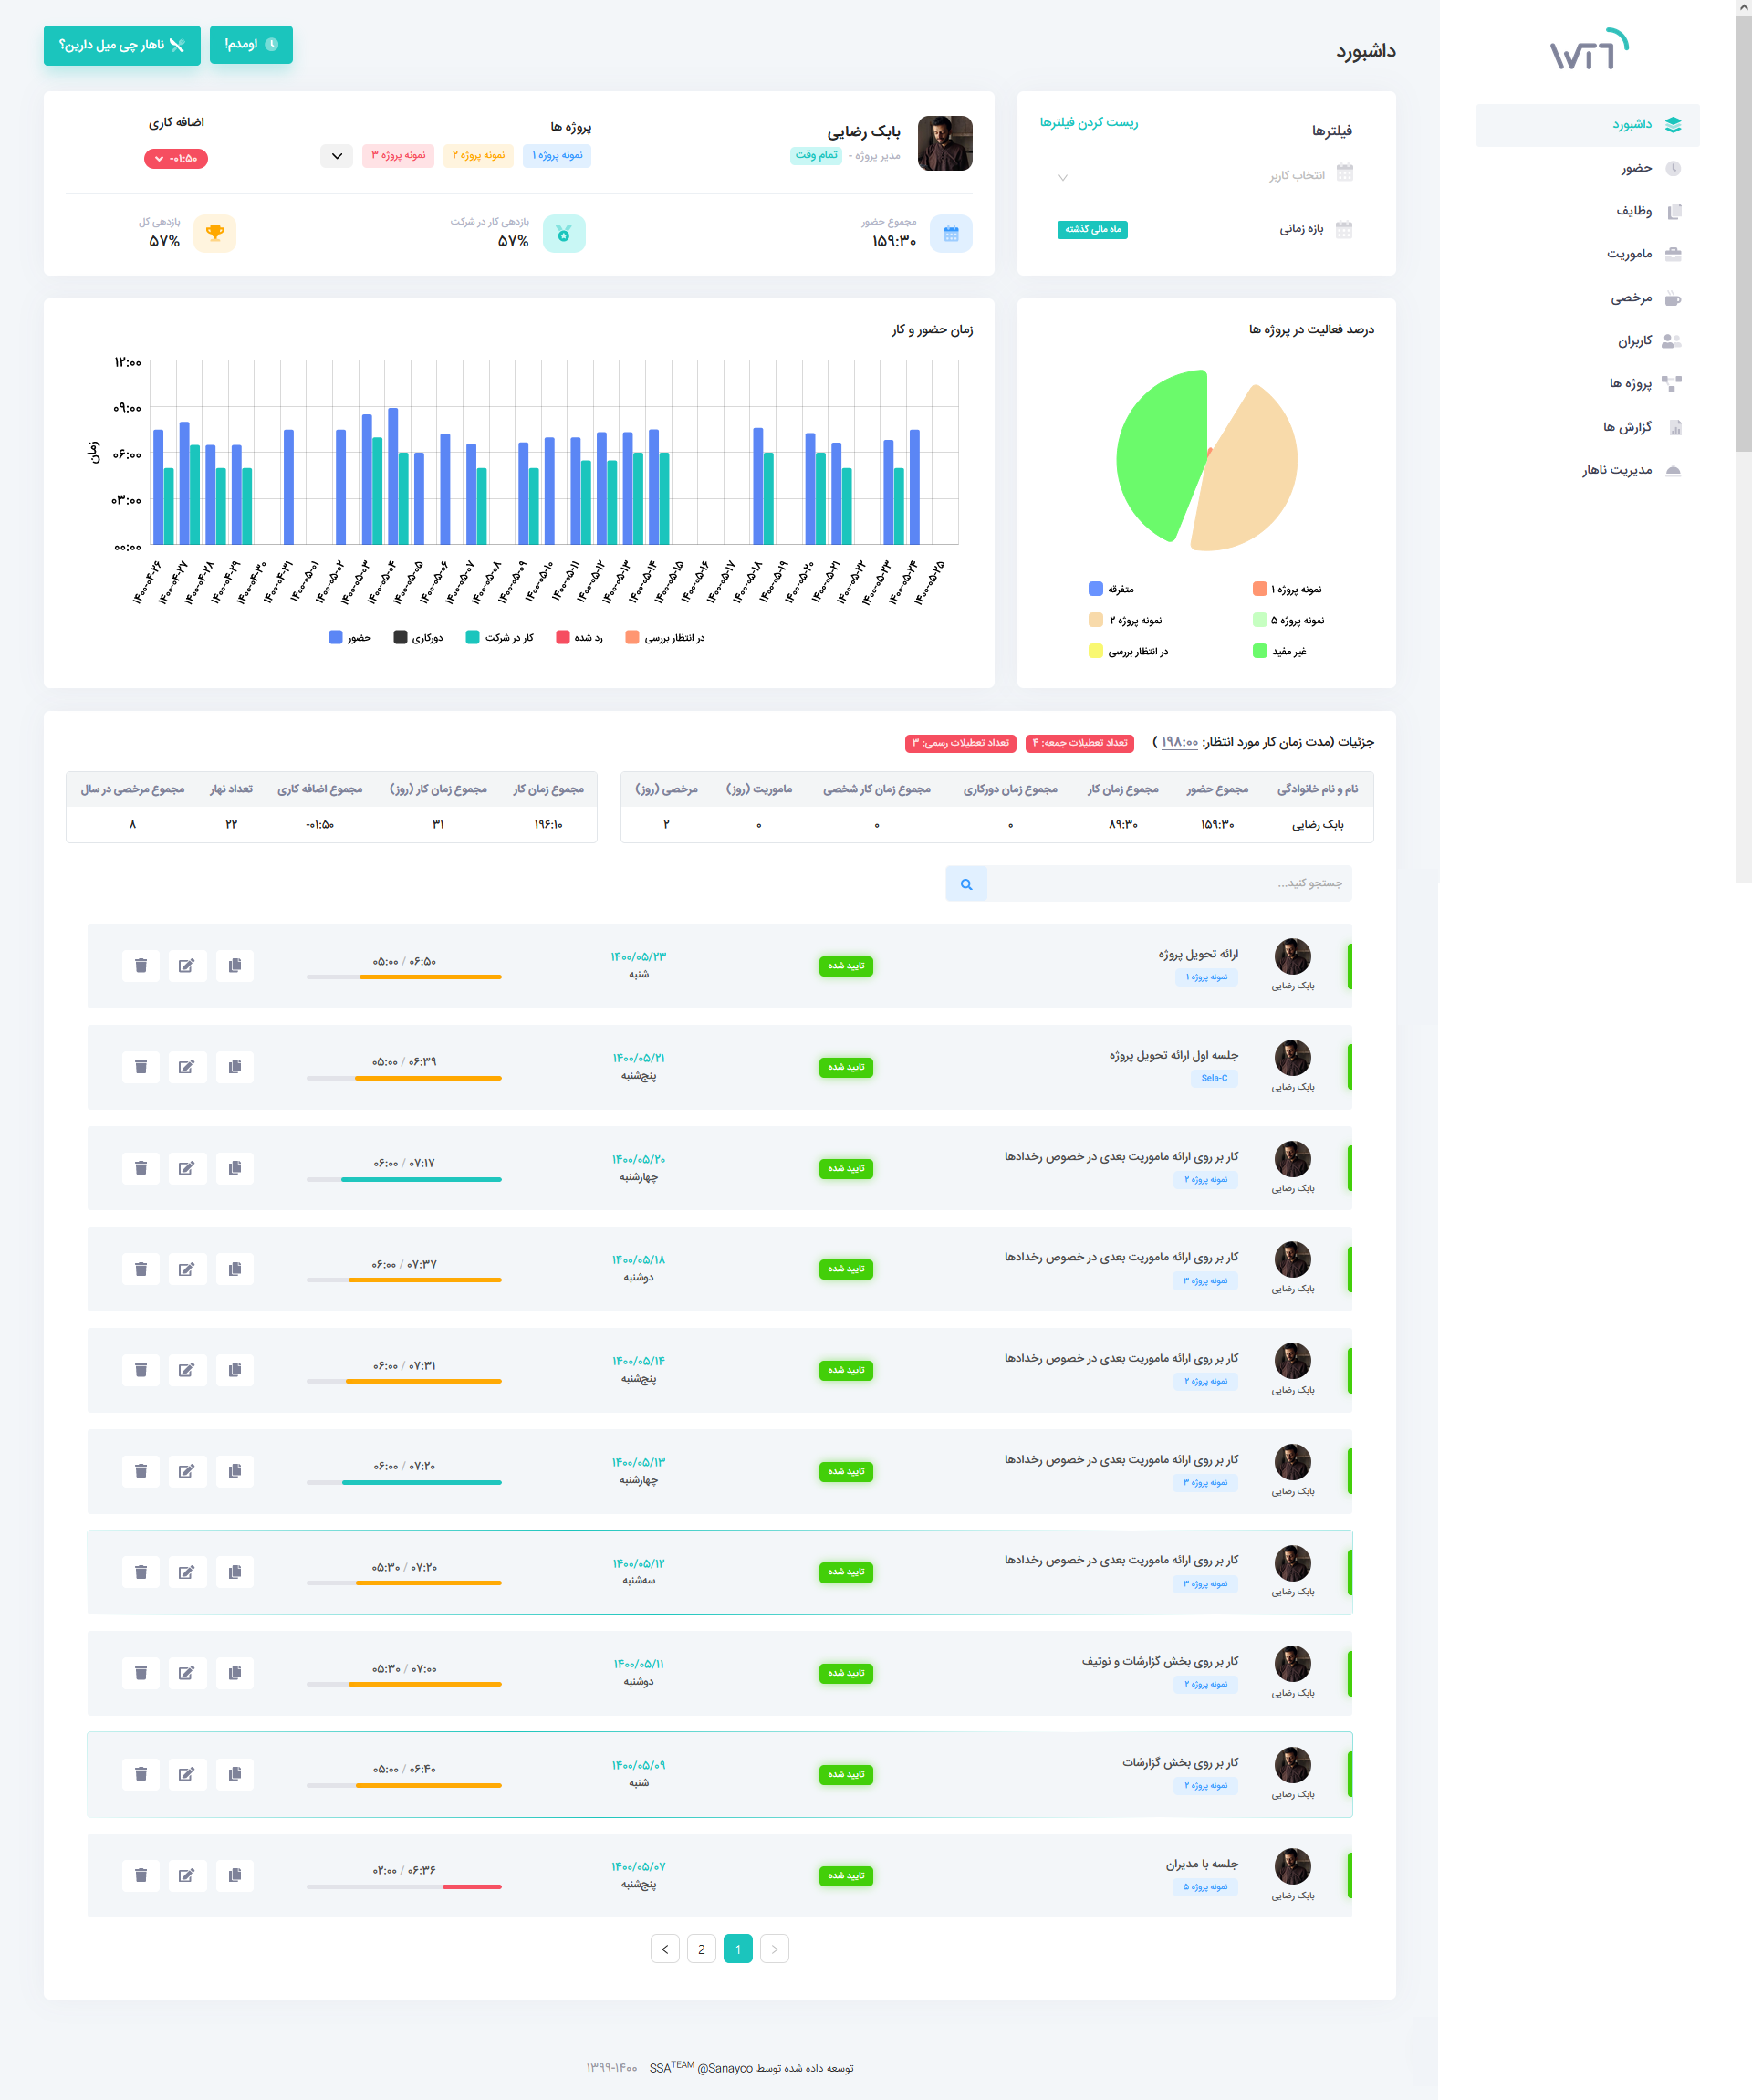 WIT
داشبورد
حضور
وظایف
ماموریت
مرخصی
کاربران
پروژه ها
گزارش ها
مدیریت ناهار
داشبورد
اومدم!
ناهار چی میل دارین؟
فیلترها
ریست کردن فیلترها
انتخاب کاربر
بازه زمانی
ماه مالی گذشته
بابک رضایی
مدیر پروژه - تمام وقت
پروژه ها
نمونه پروژه ۱
نمونه پروژه ۲
نمونه پروژه ۳
اضافه کاری
-۰۱:۵۰
مجموع حضور
۱۵۹:۳۰
بازدهی کار در شرکت
۵۷%
بازدهی کل
۵۷%
درصد فعالیت در پروژه ها
نمونه پروژه ۱
متفرقه
نمونه پروژه ۵
نمونه پروژه ۲
غیر مفید
در انتظار بررسی
زمان حضور و کار
۱۲:۰۰
۰۹:۰۰
۰۶:۰۰
۰۳:۰۰
۰۰:۰۰
زمان
۱۴۰۰-۰۴-۲۶
۱۴۰۰-۰۴-۲۷
۱۴۰۰-۰۴-۲۸
۱۴۰۰-۰۴-۲۹
۱۴۰۰-۰۴-۳۰
۱۴۰۰-۰۴-۳۱
۱۴۰۰-۰۵-۰۱
۱۴۰۰-۰۵-۰۲
۱۴۰۰-۰۵-۰۳
۱۴۰۰-۰۵-۰۴
۱۴۰۰-۰۵-۰۵
۱۴۰۰-۰۵-۰۶
۱۴۰۰-۰۵-۰۷
۱۴۰۰-۰۵-۰۸
۱۴۰۰-۰۵-۰۹
۱۴۰۰-۰۵-۱۰
۱۴۰۰-۰۵-۱۱
۱۴۰۰-۰۵-۱۲
۱۴۰۰-۰۵-۱۳
۱۴۰۰-۰۵-۱۴
۱۴۰۰-۰۵-۱۵
۱۴۰۰-۰۵-۱۶
۱۴۰۰-۰۵-۱۷
۱۴۰۰-۰۵-۱۸
۱۴۰۰-۰۵-۱۹
۱۴۰۰-۰۵-۲۰
۱۴۰۰-۰۵-۲۱
۱۴۰۰-۰۵-۲۲
۱۴۰۰-۰۵-۲۳
۱۴۰۰-۰۵-۲۴
۱۴۰۰-۰۵-۲۵
در انتظار بررسی رد شده کار در شرکت دورکاری حضور
جزئیات (مدت زمان کار مورد انتظار: ۱۹۸:۰۰ ) تعداد تعطیلات جمعه: ۴ تعداد تعطیلات رسمی: ۳
نام و نام خانوادگی مجموع حضور مجموع زمان کار مجموع زمان دورکاری مجموع زمان کار شخصی ماموریت (روز) مرخصی (روز)
بابک رضایی ۱۵۹:۳۰ ۸۹:۳۰ ۰ ۰ ۰ ۲
مجموع زمان کار مجموع زمان کار (روز) مجموع اضافه کاری تعداد نهار مجموع مرخصی در سال
۱۹۶:۱۰ ۳۱ -۰۱:۵۰ ۲۲ ۸
جستجو کنید...
ارائه تحویل پروژه
نمونه پروژه ۱
بابک رضایی
تایید شده
۱۴۰۰/۰۵/۲۳
شنبه
۰۵:۰۰ / ۰۶:۵۰
جلسه اول ارائه تحویل پروژه
Sela-C
بابک رضایی
تایید شده
۱۴۰۰/۰۵/۲۱
پنج‌شنبه
۰۵:۰۰ / ۰۶:۳۹
کار بر روی ارائه ماموریت بعدی در خصوص رخدادها
نمونه پروژه ۲
بابک رضایی
تایید شده
۱۴۰۰/۰۵/۲۰
چهارشنبه
۰۶:۰۰ / ۰۷:۱۷
کار بر روی ارائه ماموریت بعدی در خصوص رخدادها
نمونه پروژه ۳
بابک رضایی
تایید شده
۱۴۰۰/۰۵/۱۸
دوشنبه
۰۶:۰۰ / ۰۷:۳۷
کار بر روی ارائه ماموریت بعدی در خصوص رخدادها
نمونه پروژه ۲
بابک رضایی
تایید شده
۱۴۰۰/۰۵/۱۴
پنج‌شنبه
۰۶:۰۰ / ۰۷:۳۱
کار بر روی ارائه ماموریت بعدی در خصوص رخدادها
نمونه پروژه ۳
بابک رضایی
تایید شده
۱۴۰۰/۰۵/۱۳
چهارشنبه
۰۶:۰۰ / ۰۷:۲۰
کار بر روی ارائه ماموریت بعدی در خصوص رخدادها
نمونه پروژه ۳
بابک رضایی
تایید شده
۱۴۰۰/۰۵/۱۲
سه‌شنبه
۰۵:۳۰ / ۰۷:۲۰
کار بر روی بخش گزارشات و نوتیف
نمونه پروژه ۲
بابک رضایی
تایید شده
۱۴۰۰/۰۵/۱۱
دوشنبه
۰۵:۳۰ / ۰۷:۰۰
کار بر روی بخش گزارشات
نمونه پروژه ۲
بابک رضایی
تایید شده
۱۴۰۰/۰۵/۰۹
شنبه
۰۵:۰۰ / ۰۶:۴۰
جلسه با مدیران
نمونه پروژه ۵
بابک رضایی
تایید شده
۱۴۰۰/۰۵/۰۷
پنج‌شنبه
۰۲:۰۰ / ۰۶:۳۶
1 2
توسعه داده شده توسط SSATEAM @Sanayco ۱۳۹۹-۱۴۰۰